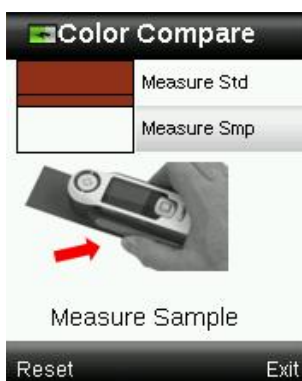 Color Compare
Measure Std
Measure Smp
Measure Sample
Reset Exit